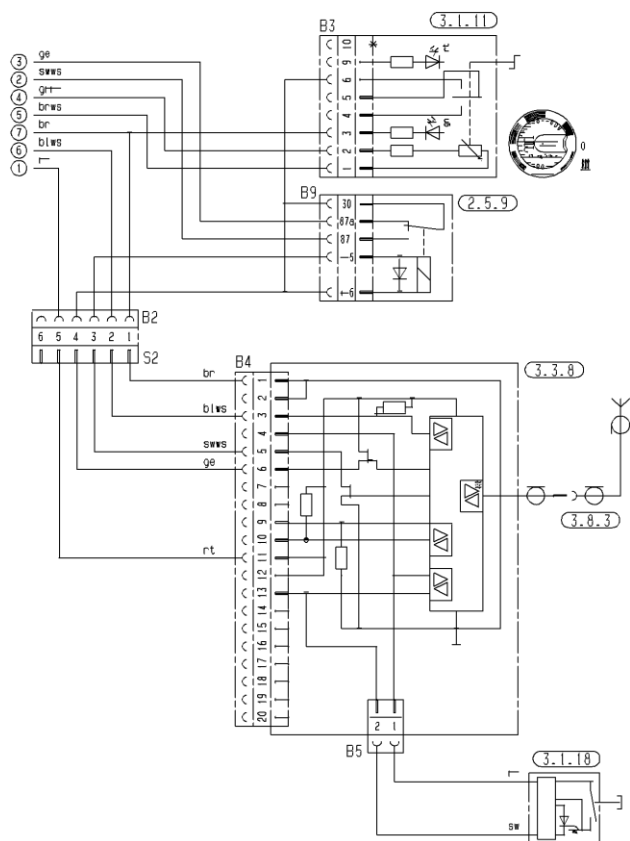 B3
3.1.11
10
9
6
5
4
3
2
1
3 ge
2 swws
4
5 brws
7 br
6 blws
1
0
B9
2.5.9
30
87a
87
B2
6 5 4 3 2 1
S2
B4
3.3.8
br
blws
swws
ge
rt
1
2
3
4
5
6
7
8
9
10
11
12
13
14
15
16
17
18
19
20
3.8.3
2 1
B5
3.1.18
sw